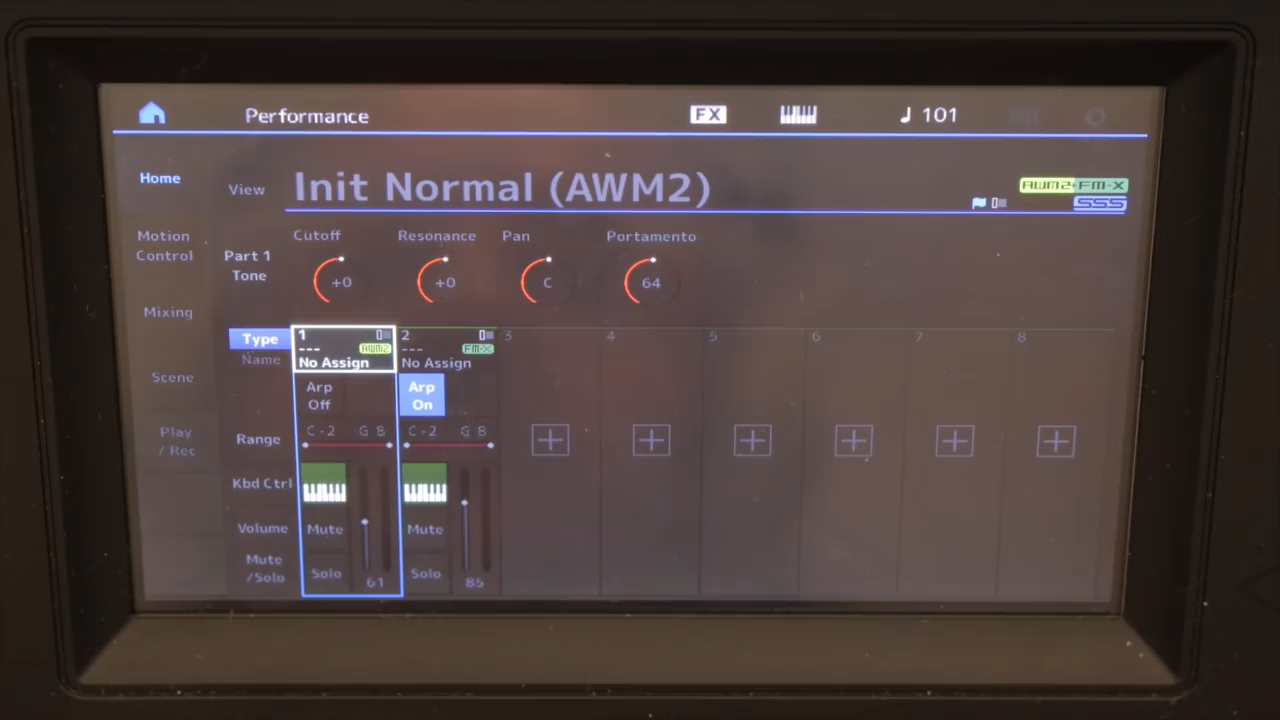 Performance FX ♩ 101
Home
View Init Normal (AWM2) AWM2+FM-X
SSS
Motion
Control
Mixing
Scene
Play
/ Rec
Cutoff Resonance Pan Portamento
Part 1
Tone
+0 +0 C 64
Type
Name
1 2 3 4 5 6 7 8
--- AWM2 --- FM-X
No Assign No Assign
Arp
Off
Arp
On
Range C -2 G 8 C -2 G 8
Kbd Ctrl
Volume Mute Mute
Mute
/Solo
Solo 61 Solo 85